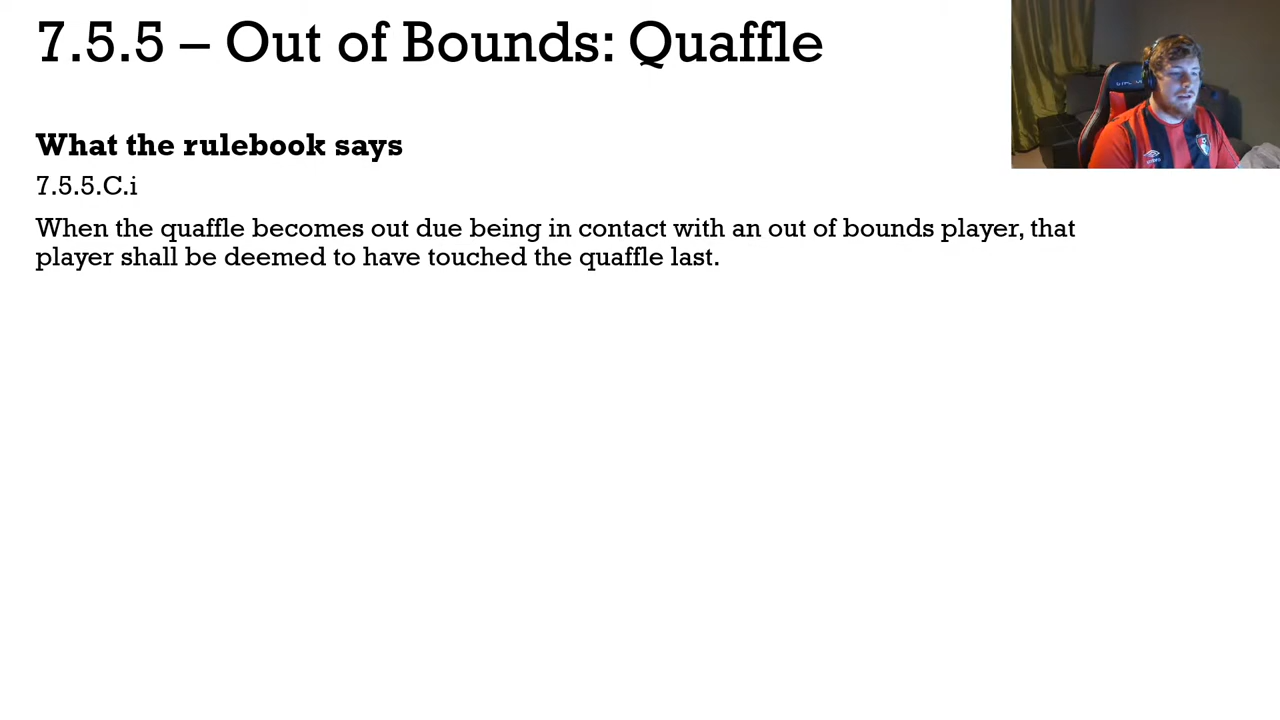 7.5.5 – Out of Bounds: Quaffle
What the rulebook says
7.5.5.C.i
When the quaffle becomes out due being in contact with an out of bounds player, that
player shall be deemed to have touched the quaffle last.